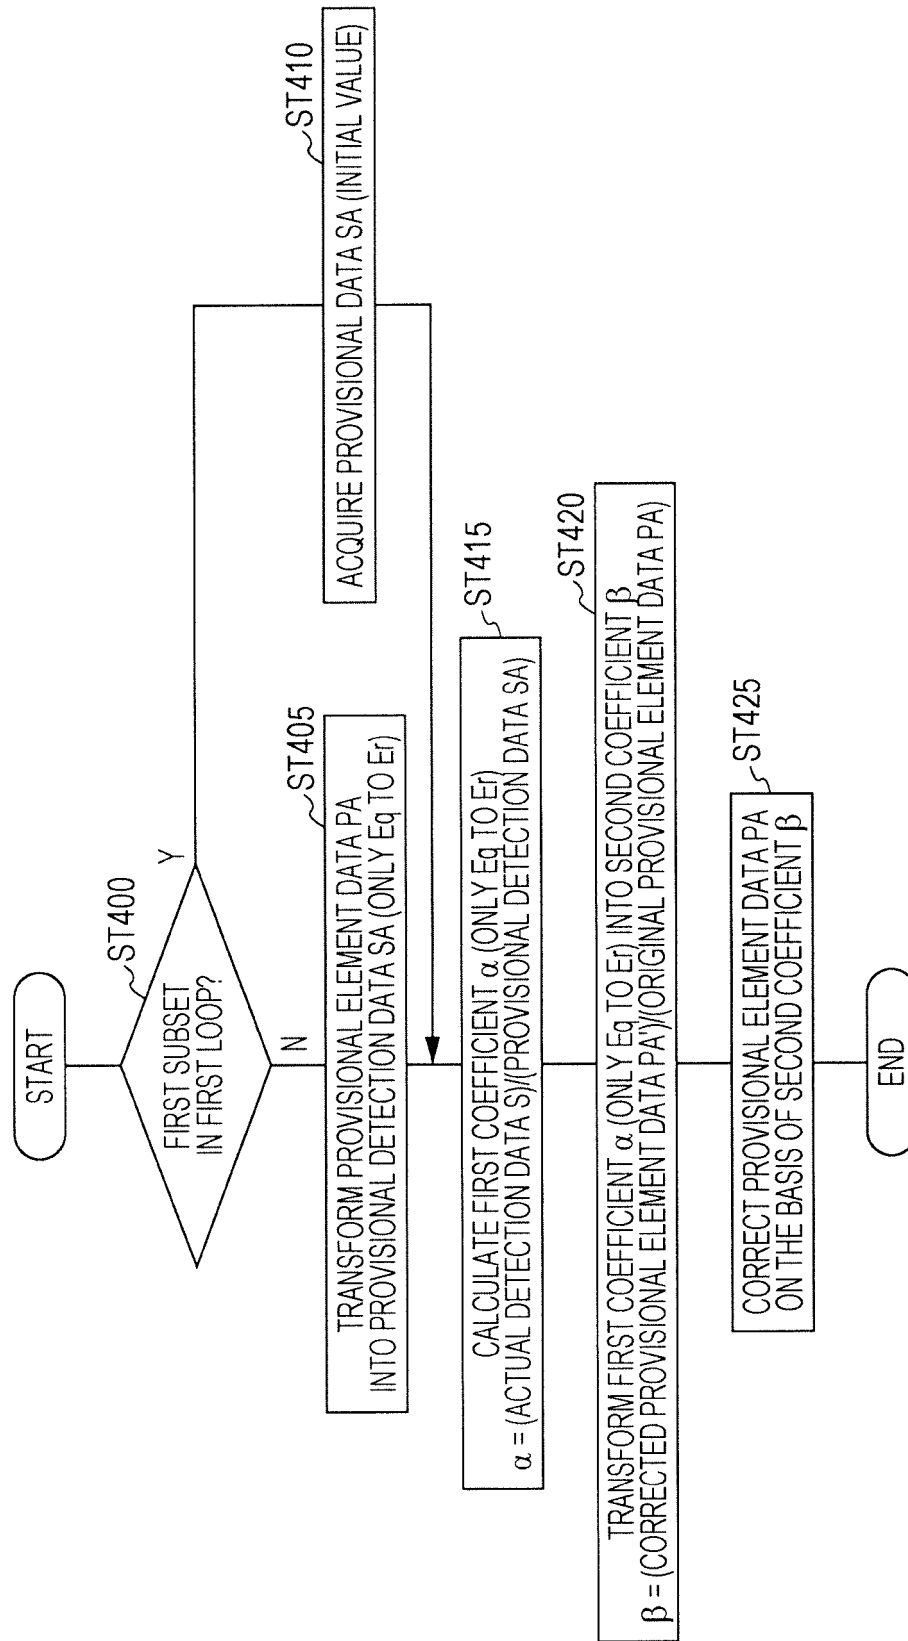 START
ST400
FIRST SUBSET
IN FIRST LOOP?
Y
N
ST405
TRANSFORM PROVISIONAL ELEMENT DATA PA
INTO PROVISIONAL DETECTION DATA SA (ONLY Eq TO Er)
ST410
ACQUIRE PROVISIONAL DATA SA (INITIAL VALUE)
ST415
CALCULATE FIRST COEFFICIENT α (ONLY Eq TO Er)
α = (ACTUAL DETECTION DATA S)/(PROVISIONAL DETECTION DATA SA)
ST420
TRANSFORM FIRST COEFFICIENT α (ONLY Eq TO Er) INTO SECOND COEFFICIENT β
β = (CORRECTED PROVISIONAL ELEMENT DATA PA')/(ORIGINAL PROVISIONAL ELEMENT DATA PA)
ST425
CORRECT PROVISIONAL ELEMENT DATA PA
ON THE BASIS OF SECOND COEFFICIENT β
END